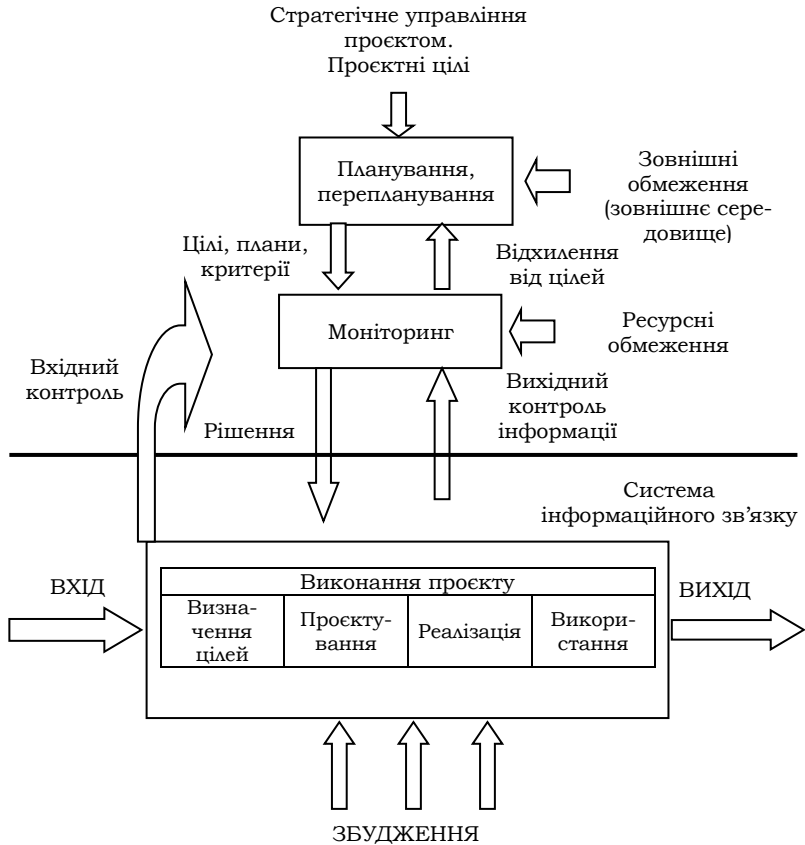 Стратегічне управління
проєктом.
Проєктні цілі
Планування,
перепланування
Зовнішні
обмеження
(зовнішнє сере-
довище)
Цілі, плани,
критерії
Відхилення
від цілей
Моніторинг
Ресурсні
обмеження
Вхідний
контроль
Рішення
Вихідний
контроль
інформації
Система
інформаційного зв’язку
ВХІД
Виконання проєкту
Визна-
чення
цілей
Проєкту-
вання
Реалізація
Викори-
стання
ВИХІД
ЗБУДЖЕННЯ